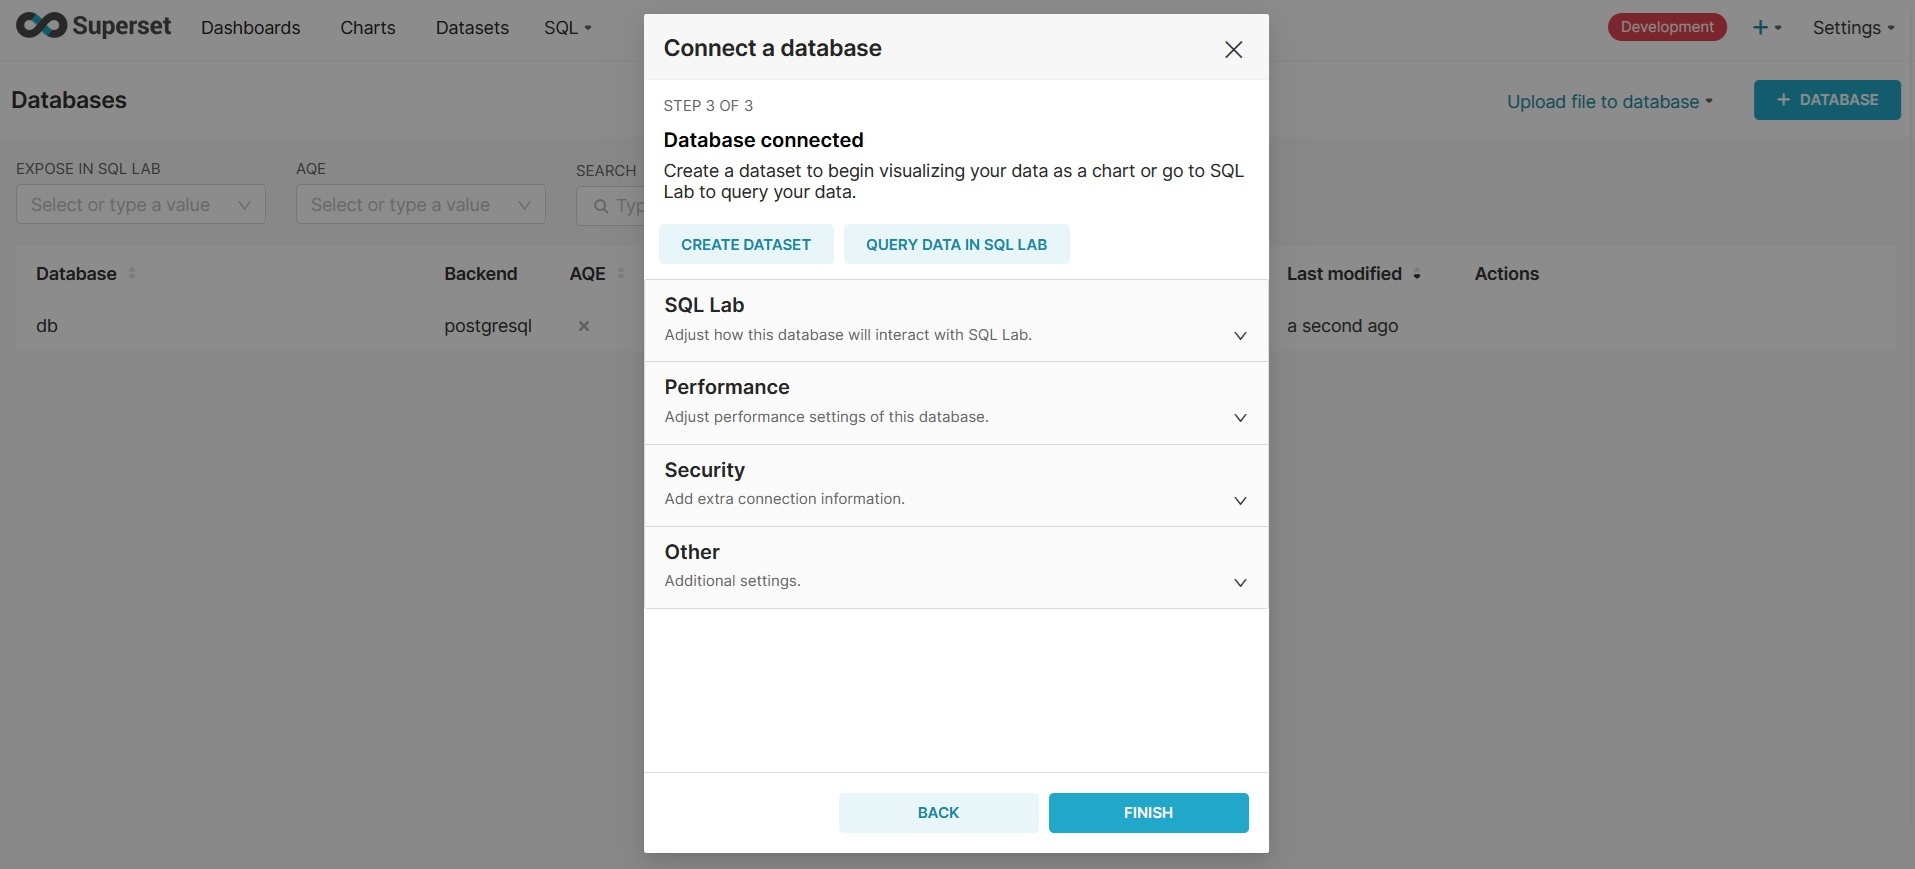 Superset Dashboards Charts Datasets SQL Development + Settings
Databases
Upload file to database
+ DATABASE
EXPOSE IN SQL LAB
Select or type a value
AQE
Select or type a value
SEARCH
Typ
Database Backend AQE Last modified Actions
db postgresql a second ago
Connect a database
STEP 3 OF 3
Database connected
Create a dataset to begin visualizing your data as a chart or go to SQL
Lab to query your data.
CREATE DATASET
QUERY DATA IN SQL LAB
SQL Lab
Adjust how this database will interact with SQL Lab.
Performance
Adjust performance settings of this database.
Security
Add extra connection information.
Other
Additional settings.
BACK
FINISH